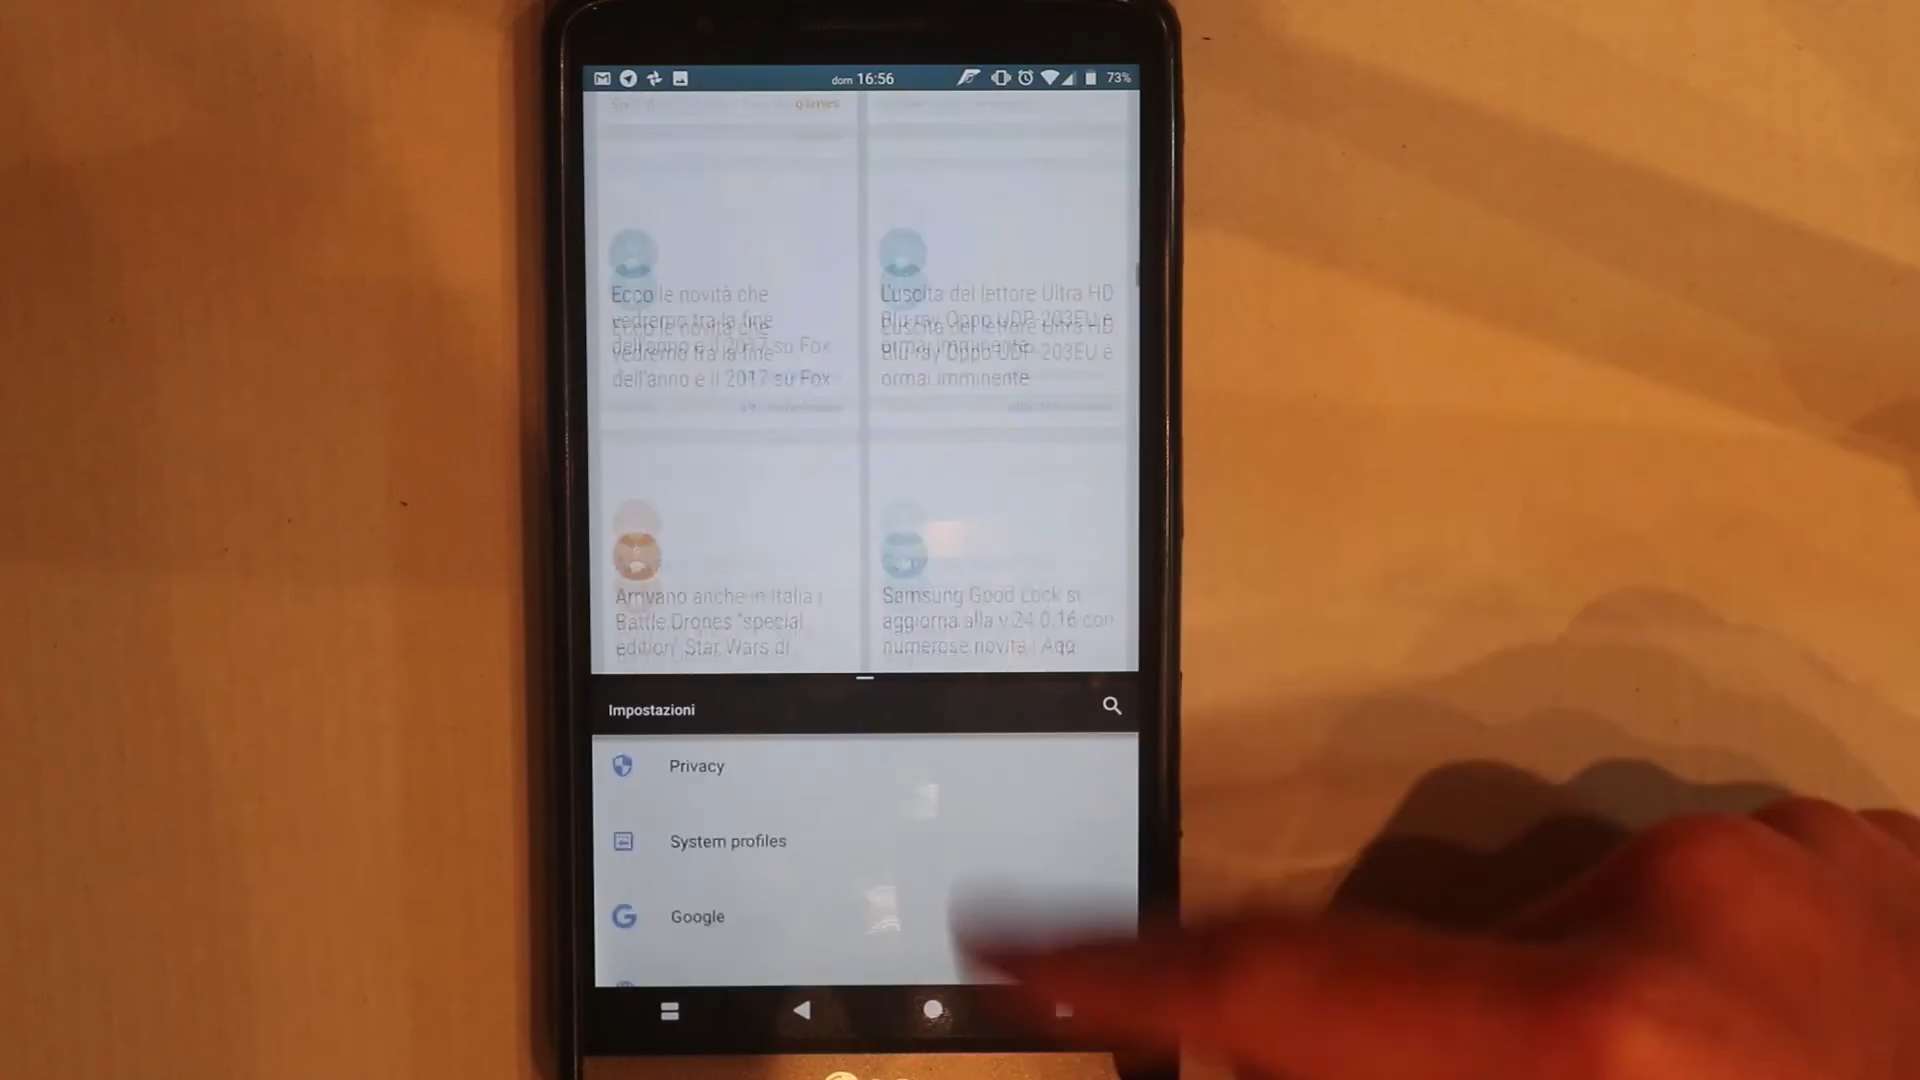 dom 16:56
73%
games
Ecco le novità che
vedremo tra la fine
dell'anno e il 2017 su Fox
L'uscita del lettore Ultra HD
Blu-ray Oppo UDP-203EU è
ormai imminente
Arrivano anche in Italia i
Battle Drones "special
edition" Star Wars di
Samsung Good Lock si
aggiorna alla v.24.0.16 con
numerose novità | App
Impostazioni
Privacy
System profiles
Google